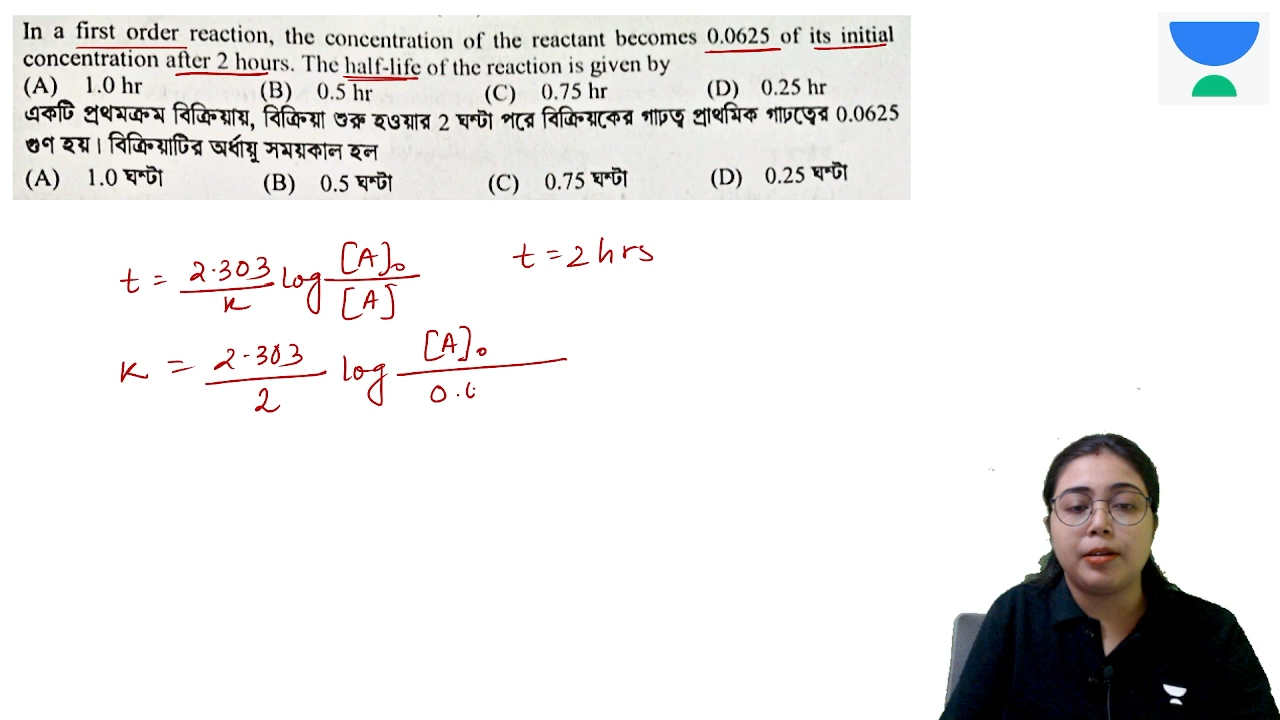 In a first order reaction, the concentration of the reactant becomes 0.0625 of its initial
concentration after 2 hours. The half-life of the reaction is given by
(A) 1.0 hr (B) 0.5 hr (C) 0.75 hr (D) 0.25 hr
একটি প্রথমক্রম বিক্রিয়ায়, বিক্রিয়া শুরু হওয়ার 2 ঘন্টা পরে বিক্রিয়কের গাঢ়ত্ব প্রাথমিক গাঢ়ত্বের 0.0625
গুণ হয়। বিক্রিয়াটির অর্ধায়ু সময়কাল হল
(A) 1.0 ঘন্টা (B) 0.5 ঘন্টা (C) 0.75 ঘন্টা (D) 0.25 ঘন্টা
t = 2.303/K log [A]₀/[A] t = 2 hrs
K = 2.303/2 log [A]₀/0.